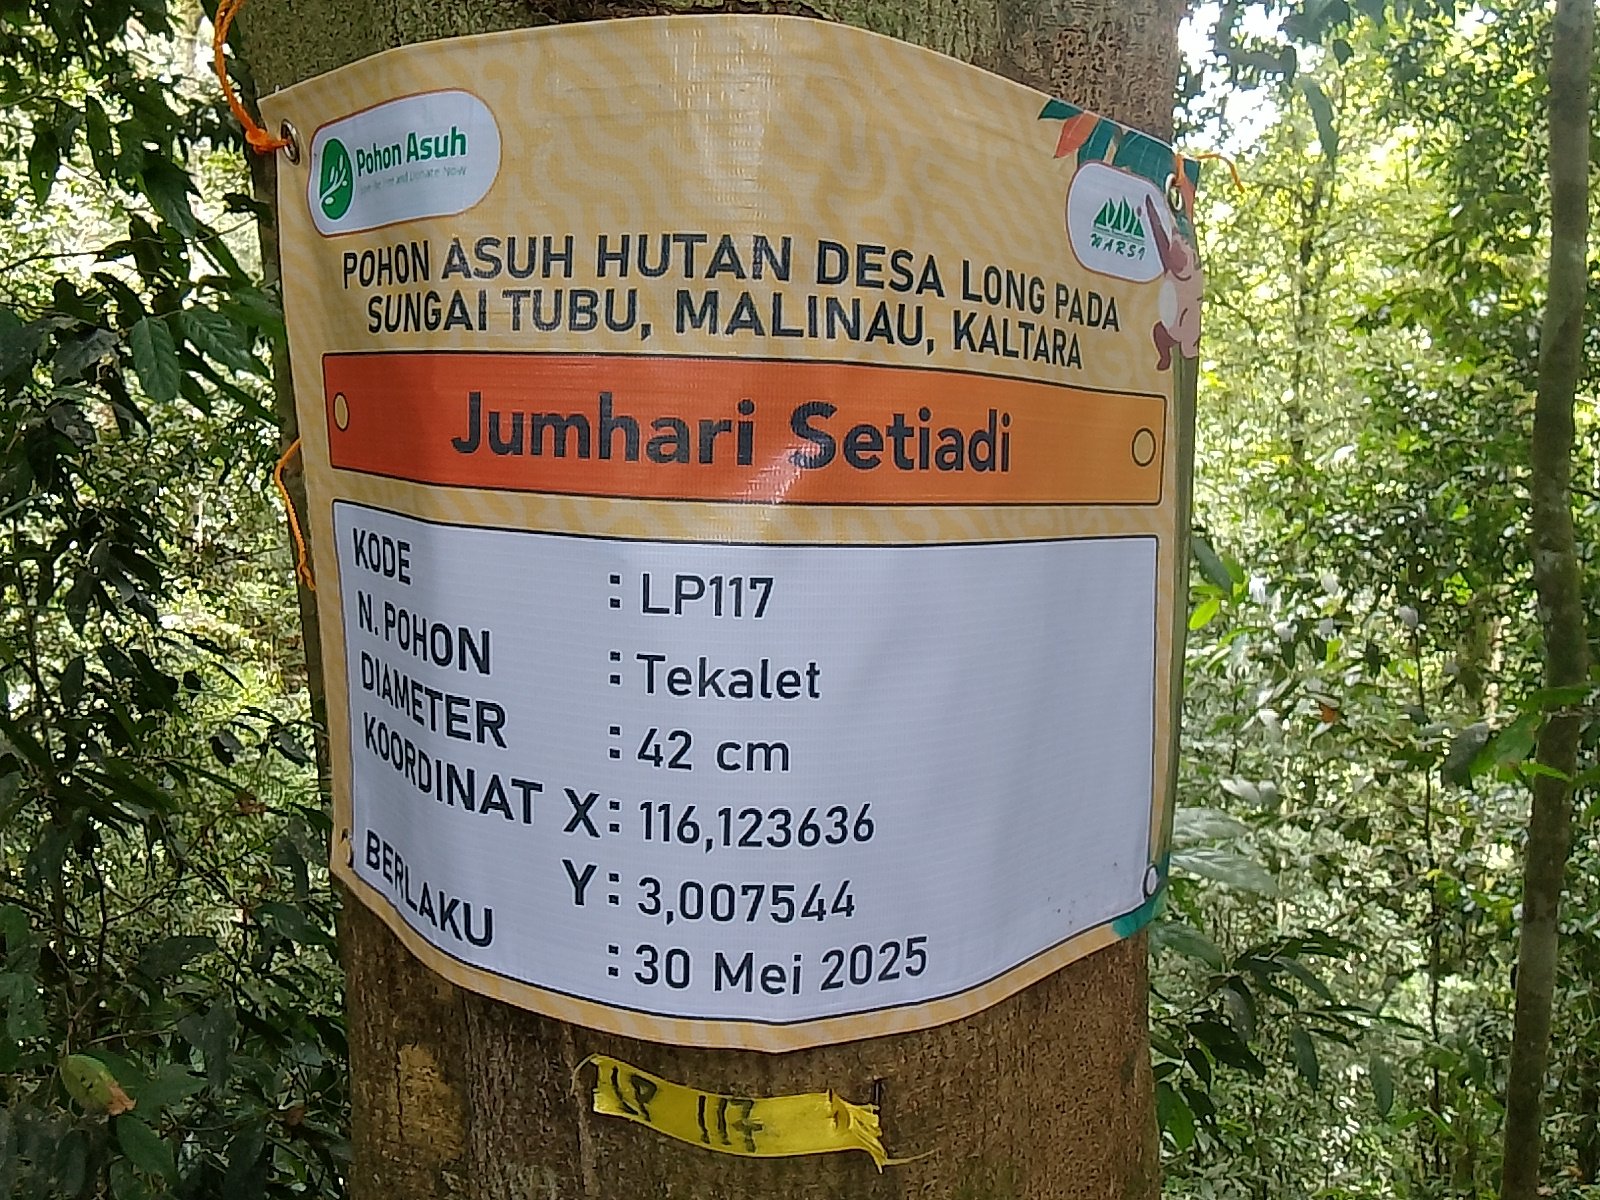 Pohon Asuh
WARSI
POHON ASUH HUTAN DESA LONG PADA
SUNGAI TUBU, MALINAU, KALTARA
Jumhari Setiadi
KODE : LP117
N. POHON : Tekalet
DIAMETER : 42 cm
KOORDINAT X : 116,123636
Y : 3,007544
BERLAKU : 30 Mei 2025
LP 117